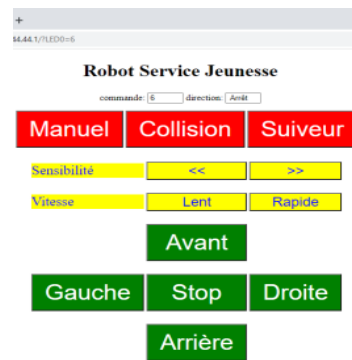 +
44.44.1/?LED0=6
Robot Service Jeunesse
commande: 6 direction: Arrêt
Manuel Collision Suiveur
Sensibilité << >>
Vitesse Lent Rapide
Avant
Gauche Stop Droite
Arrière